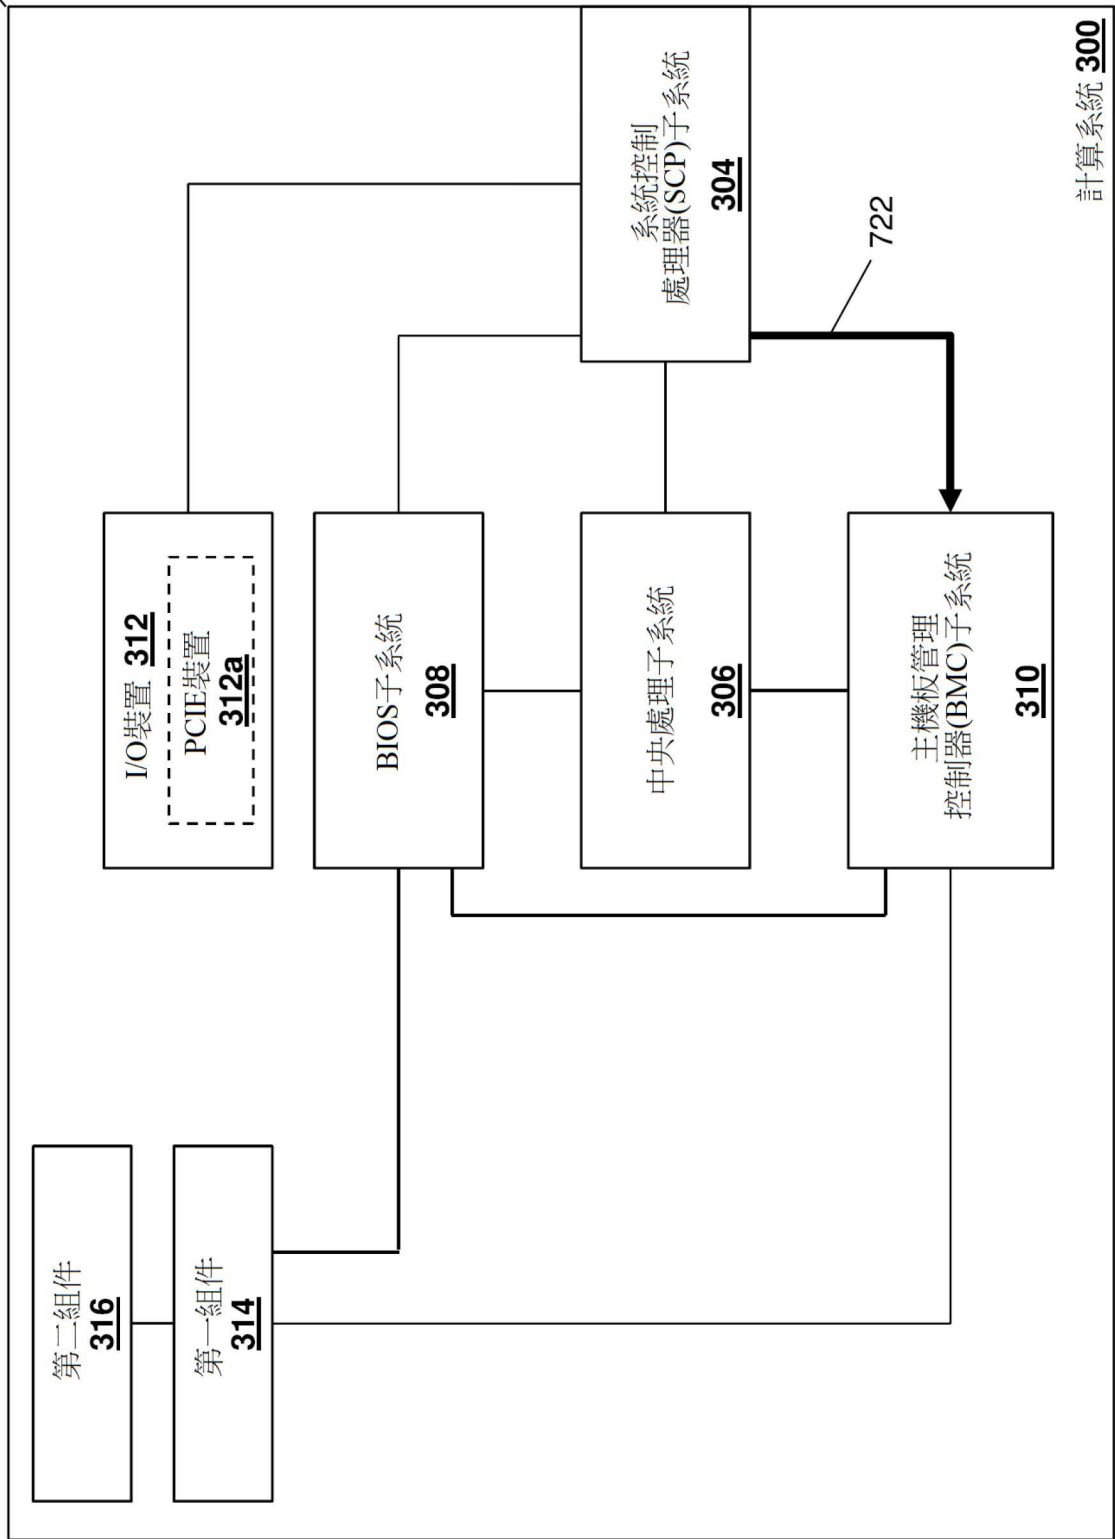 第二組件
316
第一組件
314
I/O裝置 312
PCIE裝置
312a
BIOS子系統
308
中央處理子系統
306
主機板管理
控制器(BMC)子系統
310
系統控制
處理器(SCP)子系統
304
722
計算系統 300